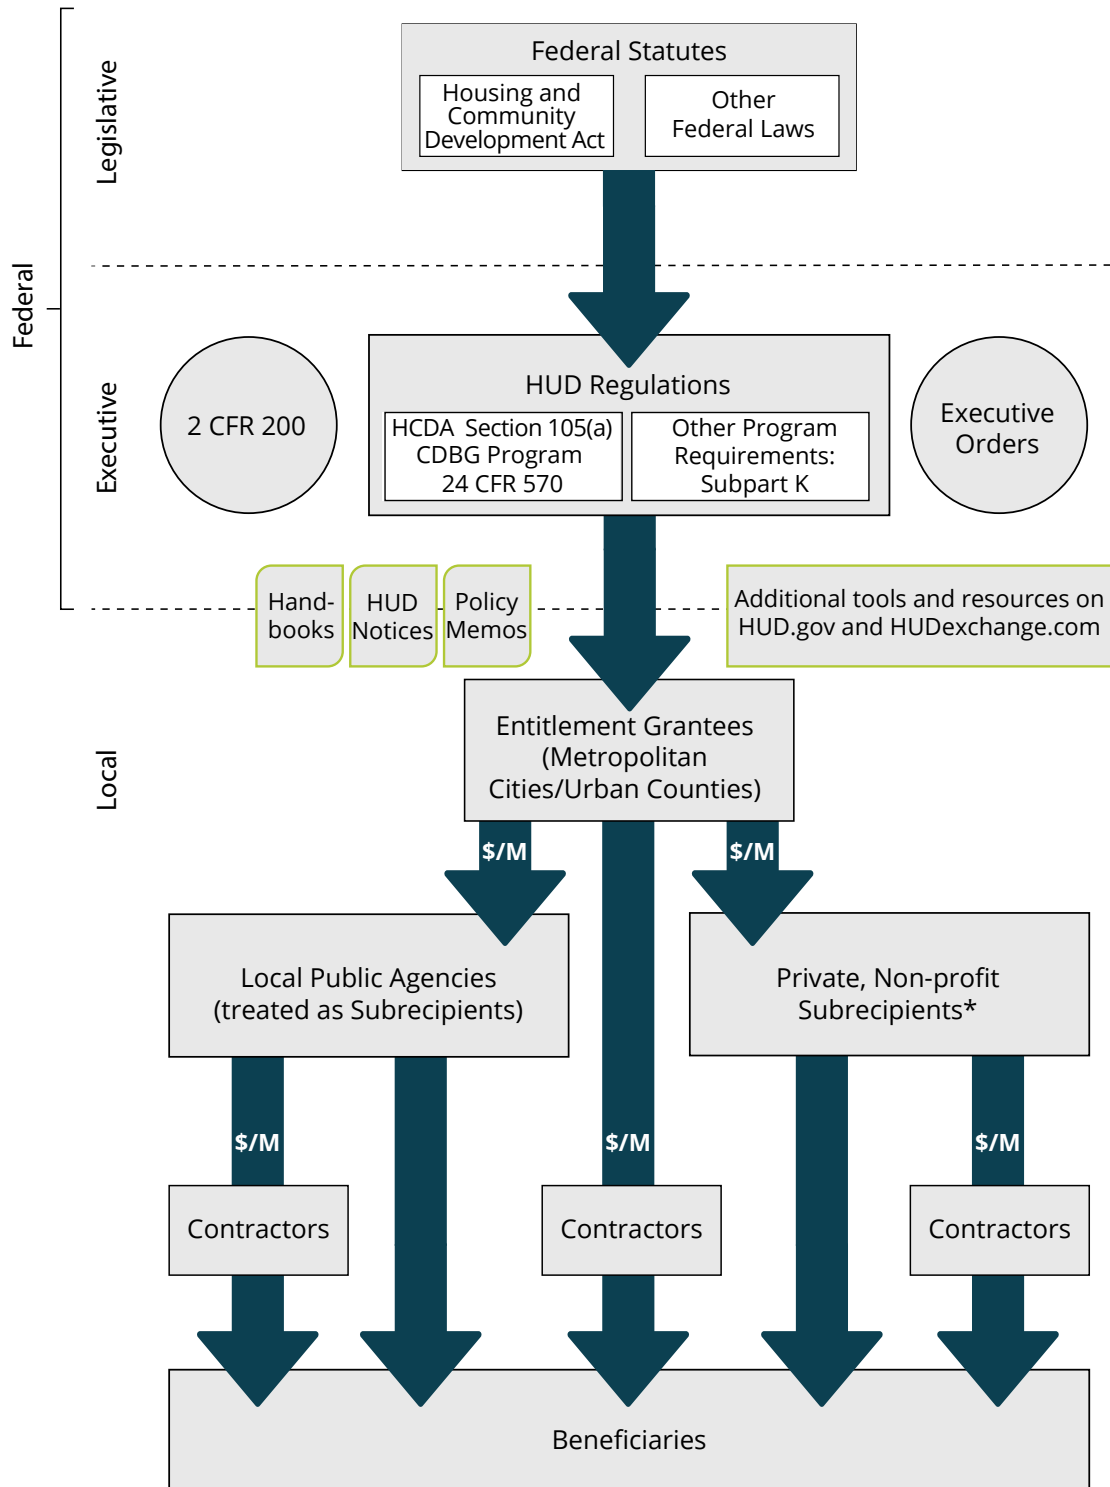 Federal
Legislative
Federal Statutes
Housing and
Community
Development Act
Other
Federal Laws
Executive
2 CFR 200
HUD Regulations
HCDA Section 105(a)
CDBG Program
24 CFR 570
Other Program
Requirements:
Subpart K
Executive
Orders
Hand-
books
HUD
Notices
Policy
Memos
Additional tools and resources on
HUD.gov and HUDexchange.com
Local
Entitlement Grantees
(Metropolitan
Cities/Urban Counties)
$/M
$/M
Local Public Agencies
(treated as Subrecipients)
Private, Non-profit
Subrecipients*
$/M
$/M
$/M
Contractors
Contractors
Contractors
Beneficiaries